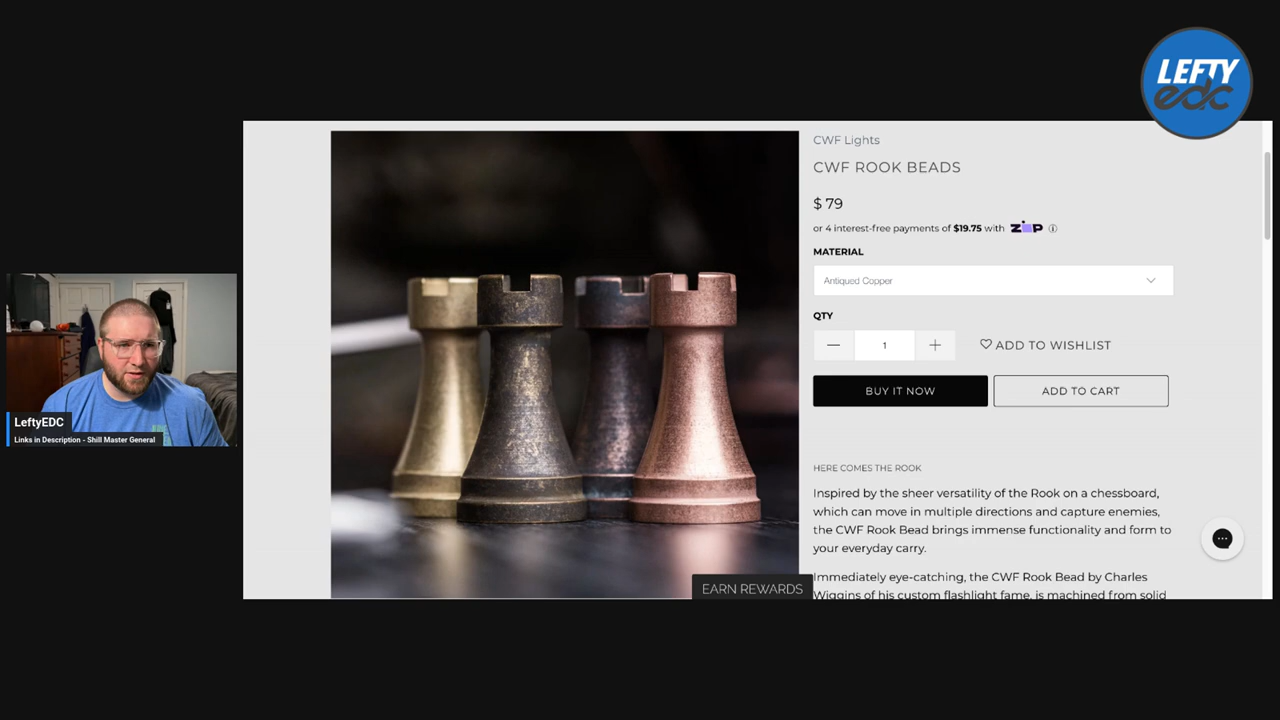 LEFTY
edc
CWF Lights
CWF ROOK BEADS
$ 79
or 4 interest-free payments of $19.75 with ZIP
MATERIAL
Antiqued Copper
QTY
1
ADD TO WISHLIST
BUY IT NOW
ADD TO CART
HERE COMES THE ROOK
Inspired by the sheer versatility of the Rook on a chessboard,
which can move in multiple directions and capture enemies,
the CWF Rook Bead brings immense functionality and form to
your everyday carry.
Immediately eye-catching, the CWF Rook Bead by Charles
Wiggins of his custom flashlight fame, is machined from solid
EARN REWARDS
LeftyEDC
Links in Description - Shill Master General